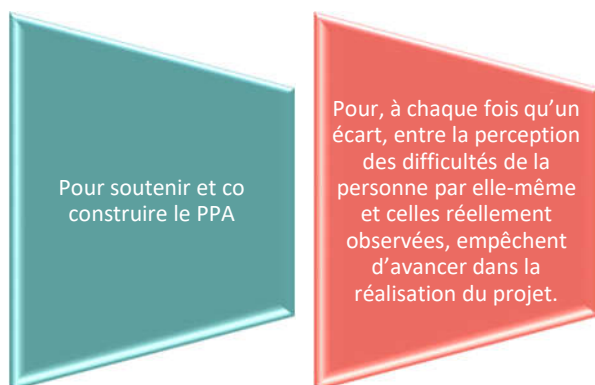 Pour soutenir et co
construire le PPA
Pour, à chaque fois qu’un
écart, entre la perception
des difficultés de la
personne par elle-même
et celles réellement
observées, empêchent
d’avancer dans la
réalisation du projet.